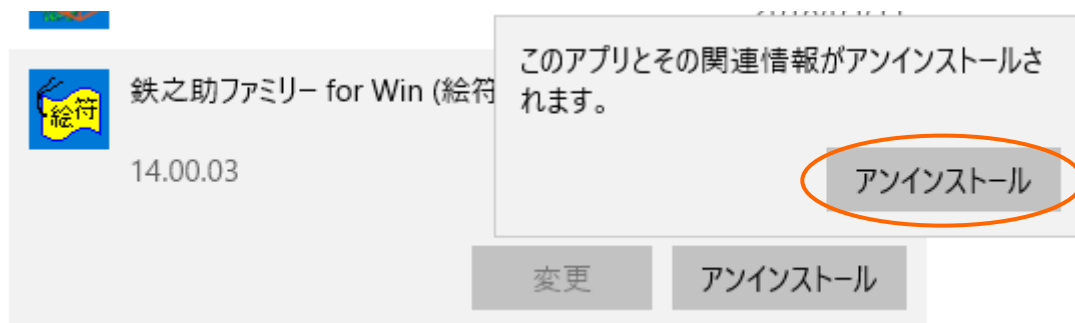 このアプリとその関連情報がアンインストールさ
れます。
鉄之助ファミリー for Win (絵符
絵符
14.00.03
アンインストール
変更
アンインストール